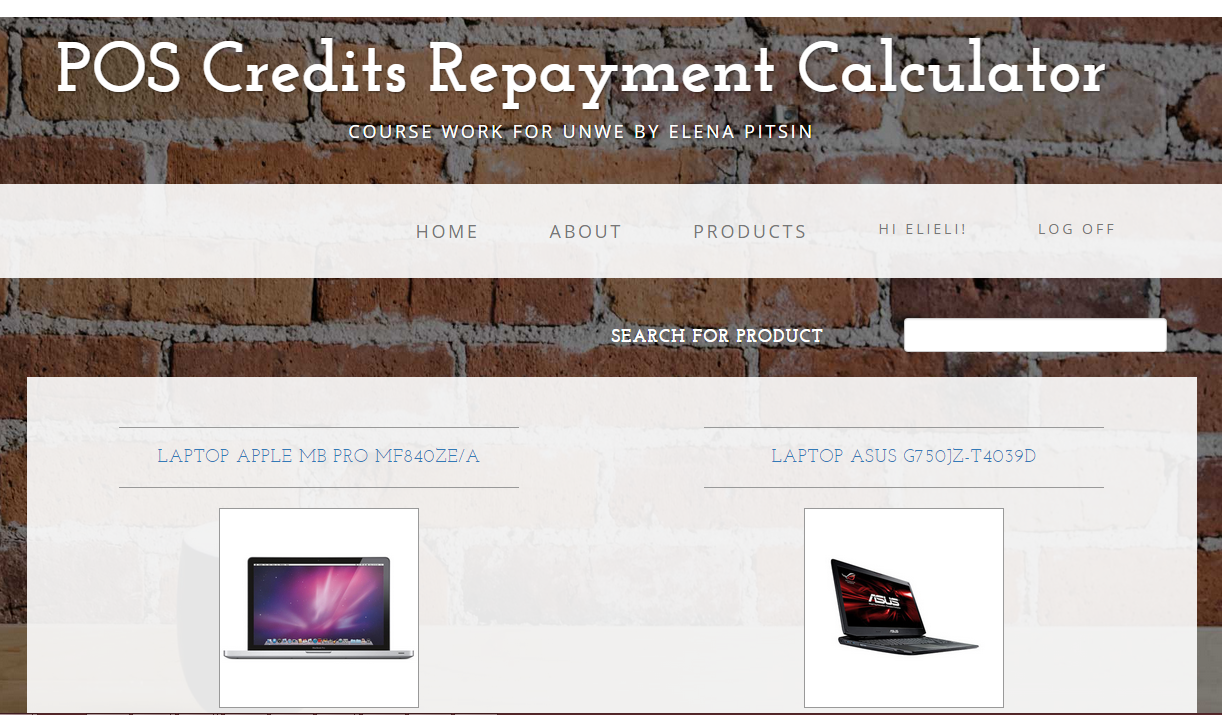 POS Credits Repayment Calculator
COURSE WORK FOR UNWE BY ELENA PITSIN
HOME ABOUT PRODUCTS HI ELIELI! LOG OFF
SEARCH FOR PRODUCT
LAPTOP APPLE MB PRO MF840ZE/A
LAPTOP ASUS G750JZ-T4039D
ASUS